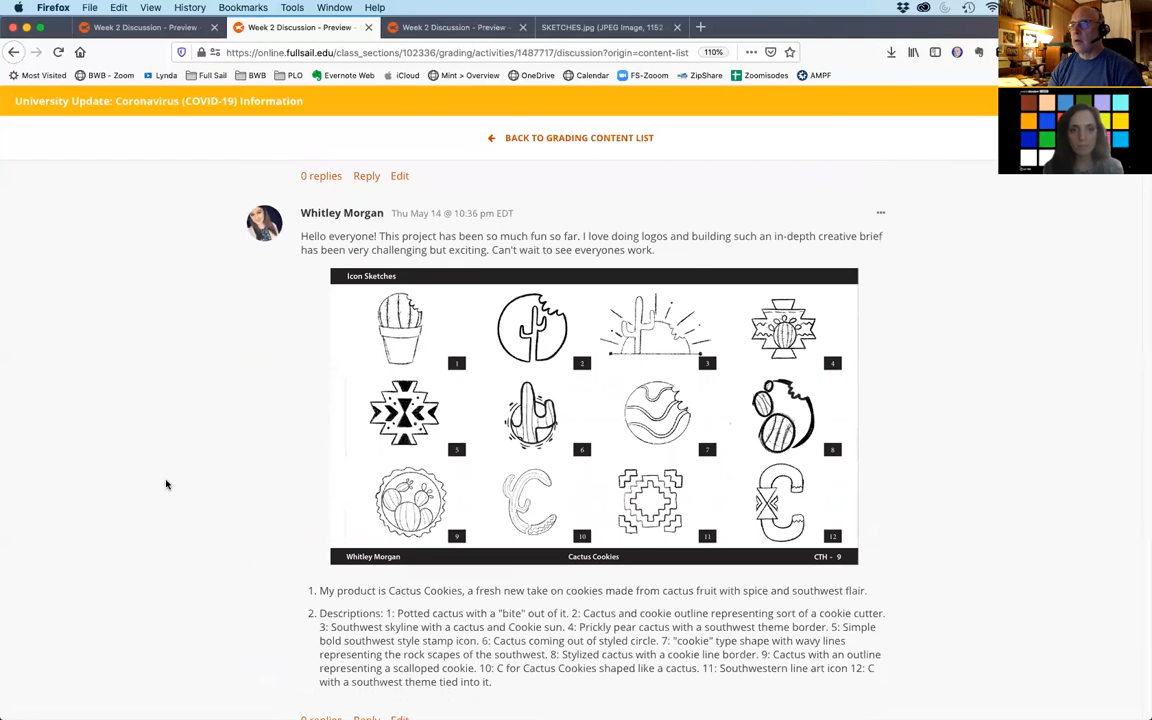 Firefox File Edit View History Bookmarks Tools Window Help
Week 2 Discussion - Preview - Week 2 Discussion - Preview - Week 2 Discussion - Preview SKETCHES.jpg (JPEG Image, 1152
https://online.fullsail.edu/class_sections/102336/grading/activities/1487717/discussion?origin=content-list 110%
Most Visited BWB - Zoom Lynda Full Sail BWB PLO Evernote Web iCloud Mint > Overview OneDrive Calendar FS-Zooom ZipShare Zoomisodes AMPF
University Update: Coronavirus (COVID-19) Information
BACK TO GRADING CONTENT LIST
0 replies Reply Edit
Whitley Morgan Thu May 14 @ 10:36 pm EDT
Hello everyone! This project has been so much fun so far. I love doing logos and building such an in-depth creative brief
has been very challenging but exciting. Can't wait to see everyones work.
Icon Sketches
1 2 3 4
5 6 7 8
9 10 11 12
Whitley Morgan Cactus Cookies CTH - 9
1. My product is Cactus Cookies, a fresh new take on cookies made from cactus fruit with spice and southwest flair.
2. Descriptions: 1: Potted cactus with a "bite" out of it. 2: Cactus and cookie outline representing sort of a cookie cutter.
3: Southwest skyline with a cactus and Cookie sun. 4: Prickly pear cactus with a southwest theme border. 5: Simple
bold southwest style stamp icon. 6: Cactus coming out of styled circle. 7: "cookie" type shape with wavy lines
representing the rock scapes of the southwest. 8: Stylized cactus with a cookie line border. 9: Cactus with an outline
representing a scalloped cookie. 10: C for Cactus Cookies shaped like a cactus. 11: Southwestern line art icon 12: C
with a southwest theme tied into it.
0 replies Reply Edit